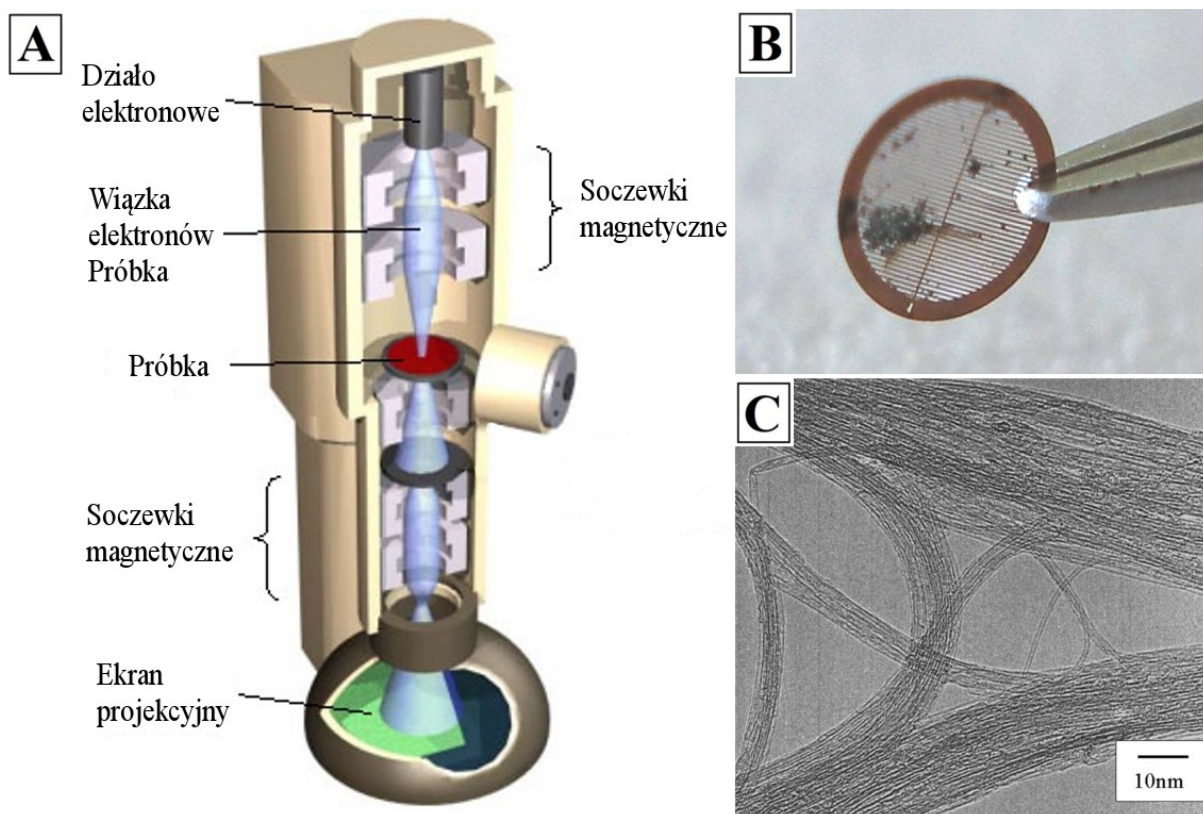 A
Działo
elektronowe
Wiązka
elektronów
Próbka
Soczewki
magnetyczne
Próbka
Soczewki
magnetyczne
Ekran
projekcyjny
B
C
10nm